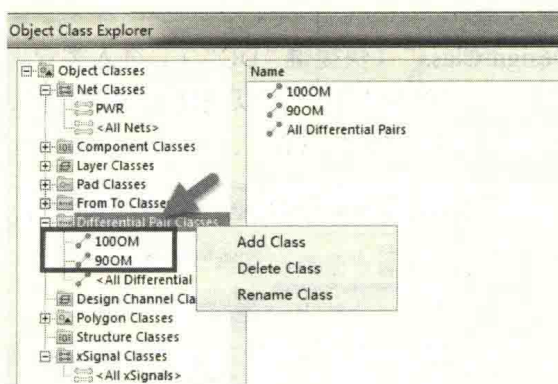 Object Class Explorer
Object Classes
Net Classes
PWR
<All Nets>
Component Classes
Layer Classes
Pad Classes
From To Classes
Differential Pair Classes
100OM
90OM
<All Differential
Design Channel Cla
Polygon Classes
Structure Classes
xSignal Classes
<All xSignals>
Name
100OM
90OM
All Differential Pairs
Add Class
Delete Class
Rename Class